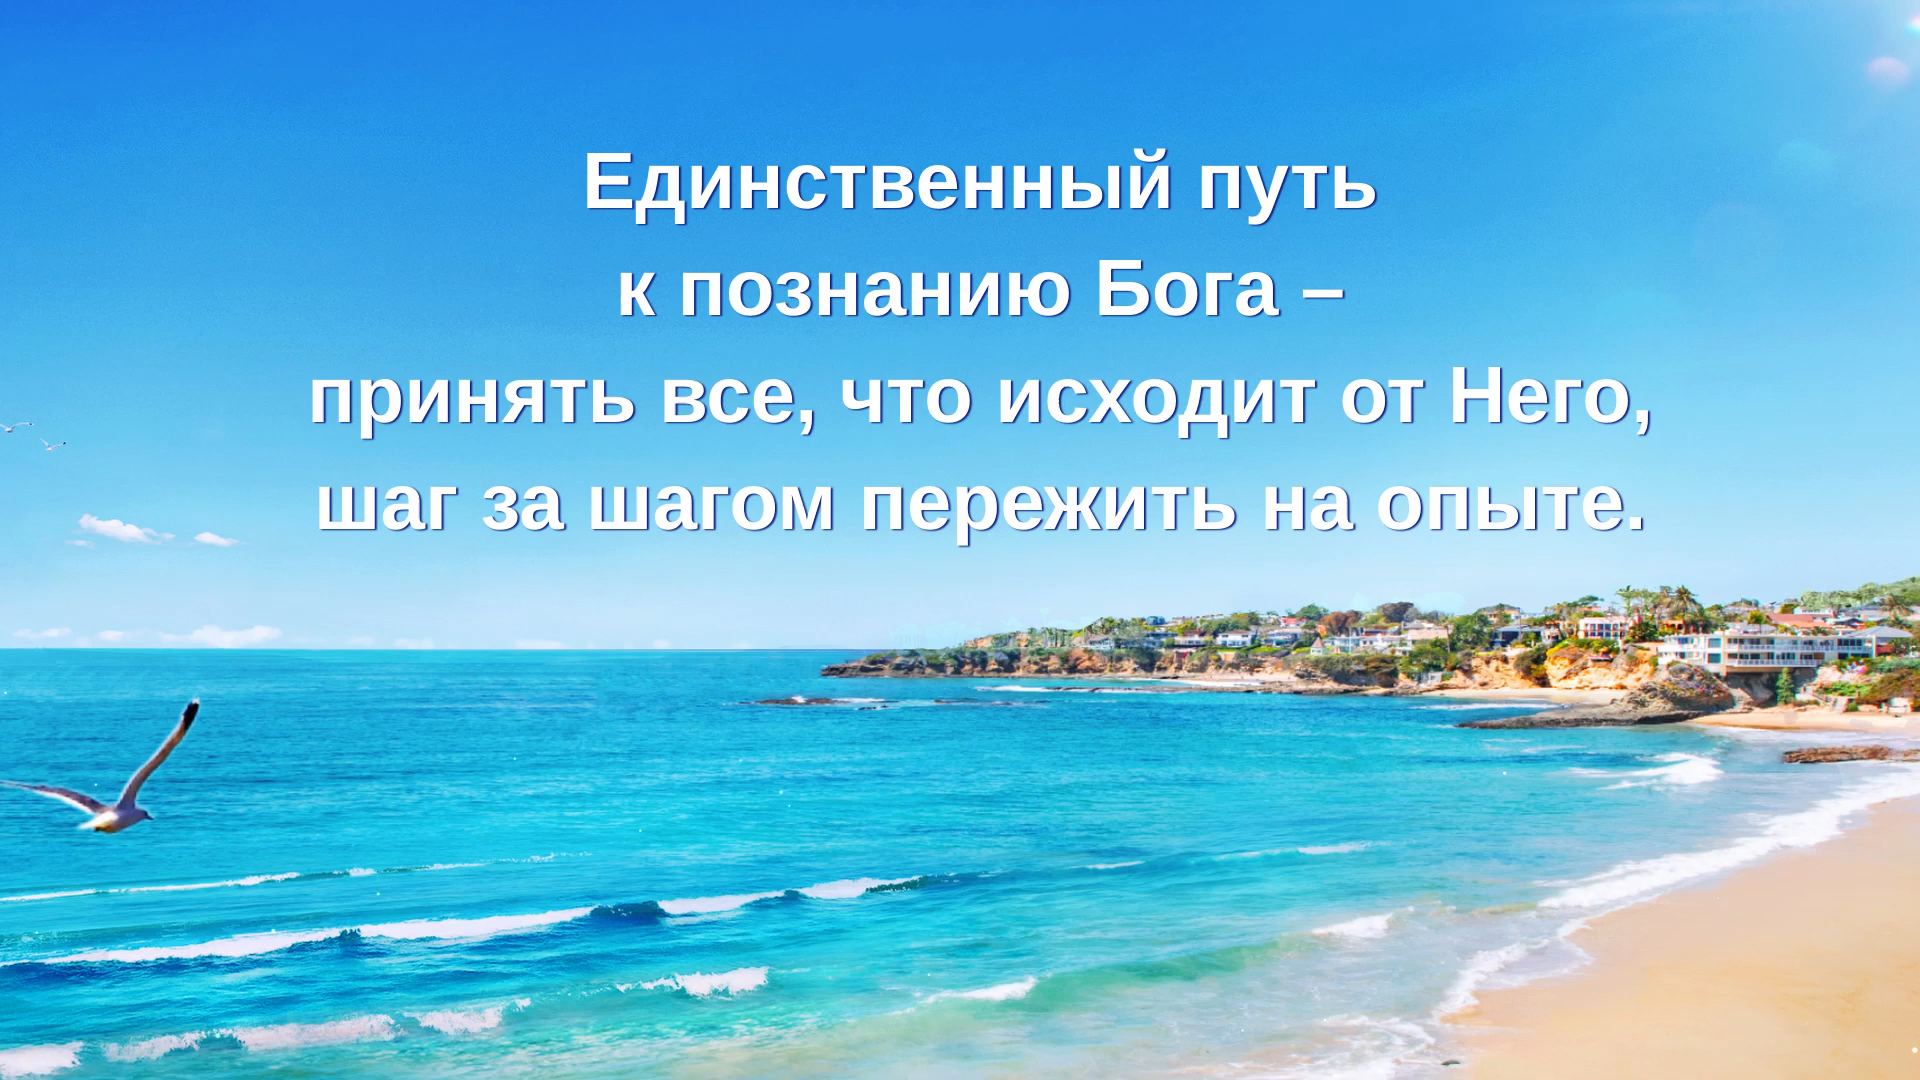 Единственный путь
к познанию Бога –
принять все, что исходит от Него,
шаг за шагом пережить на опыте.